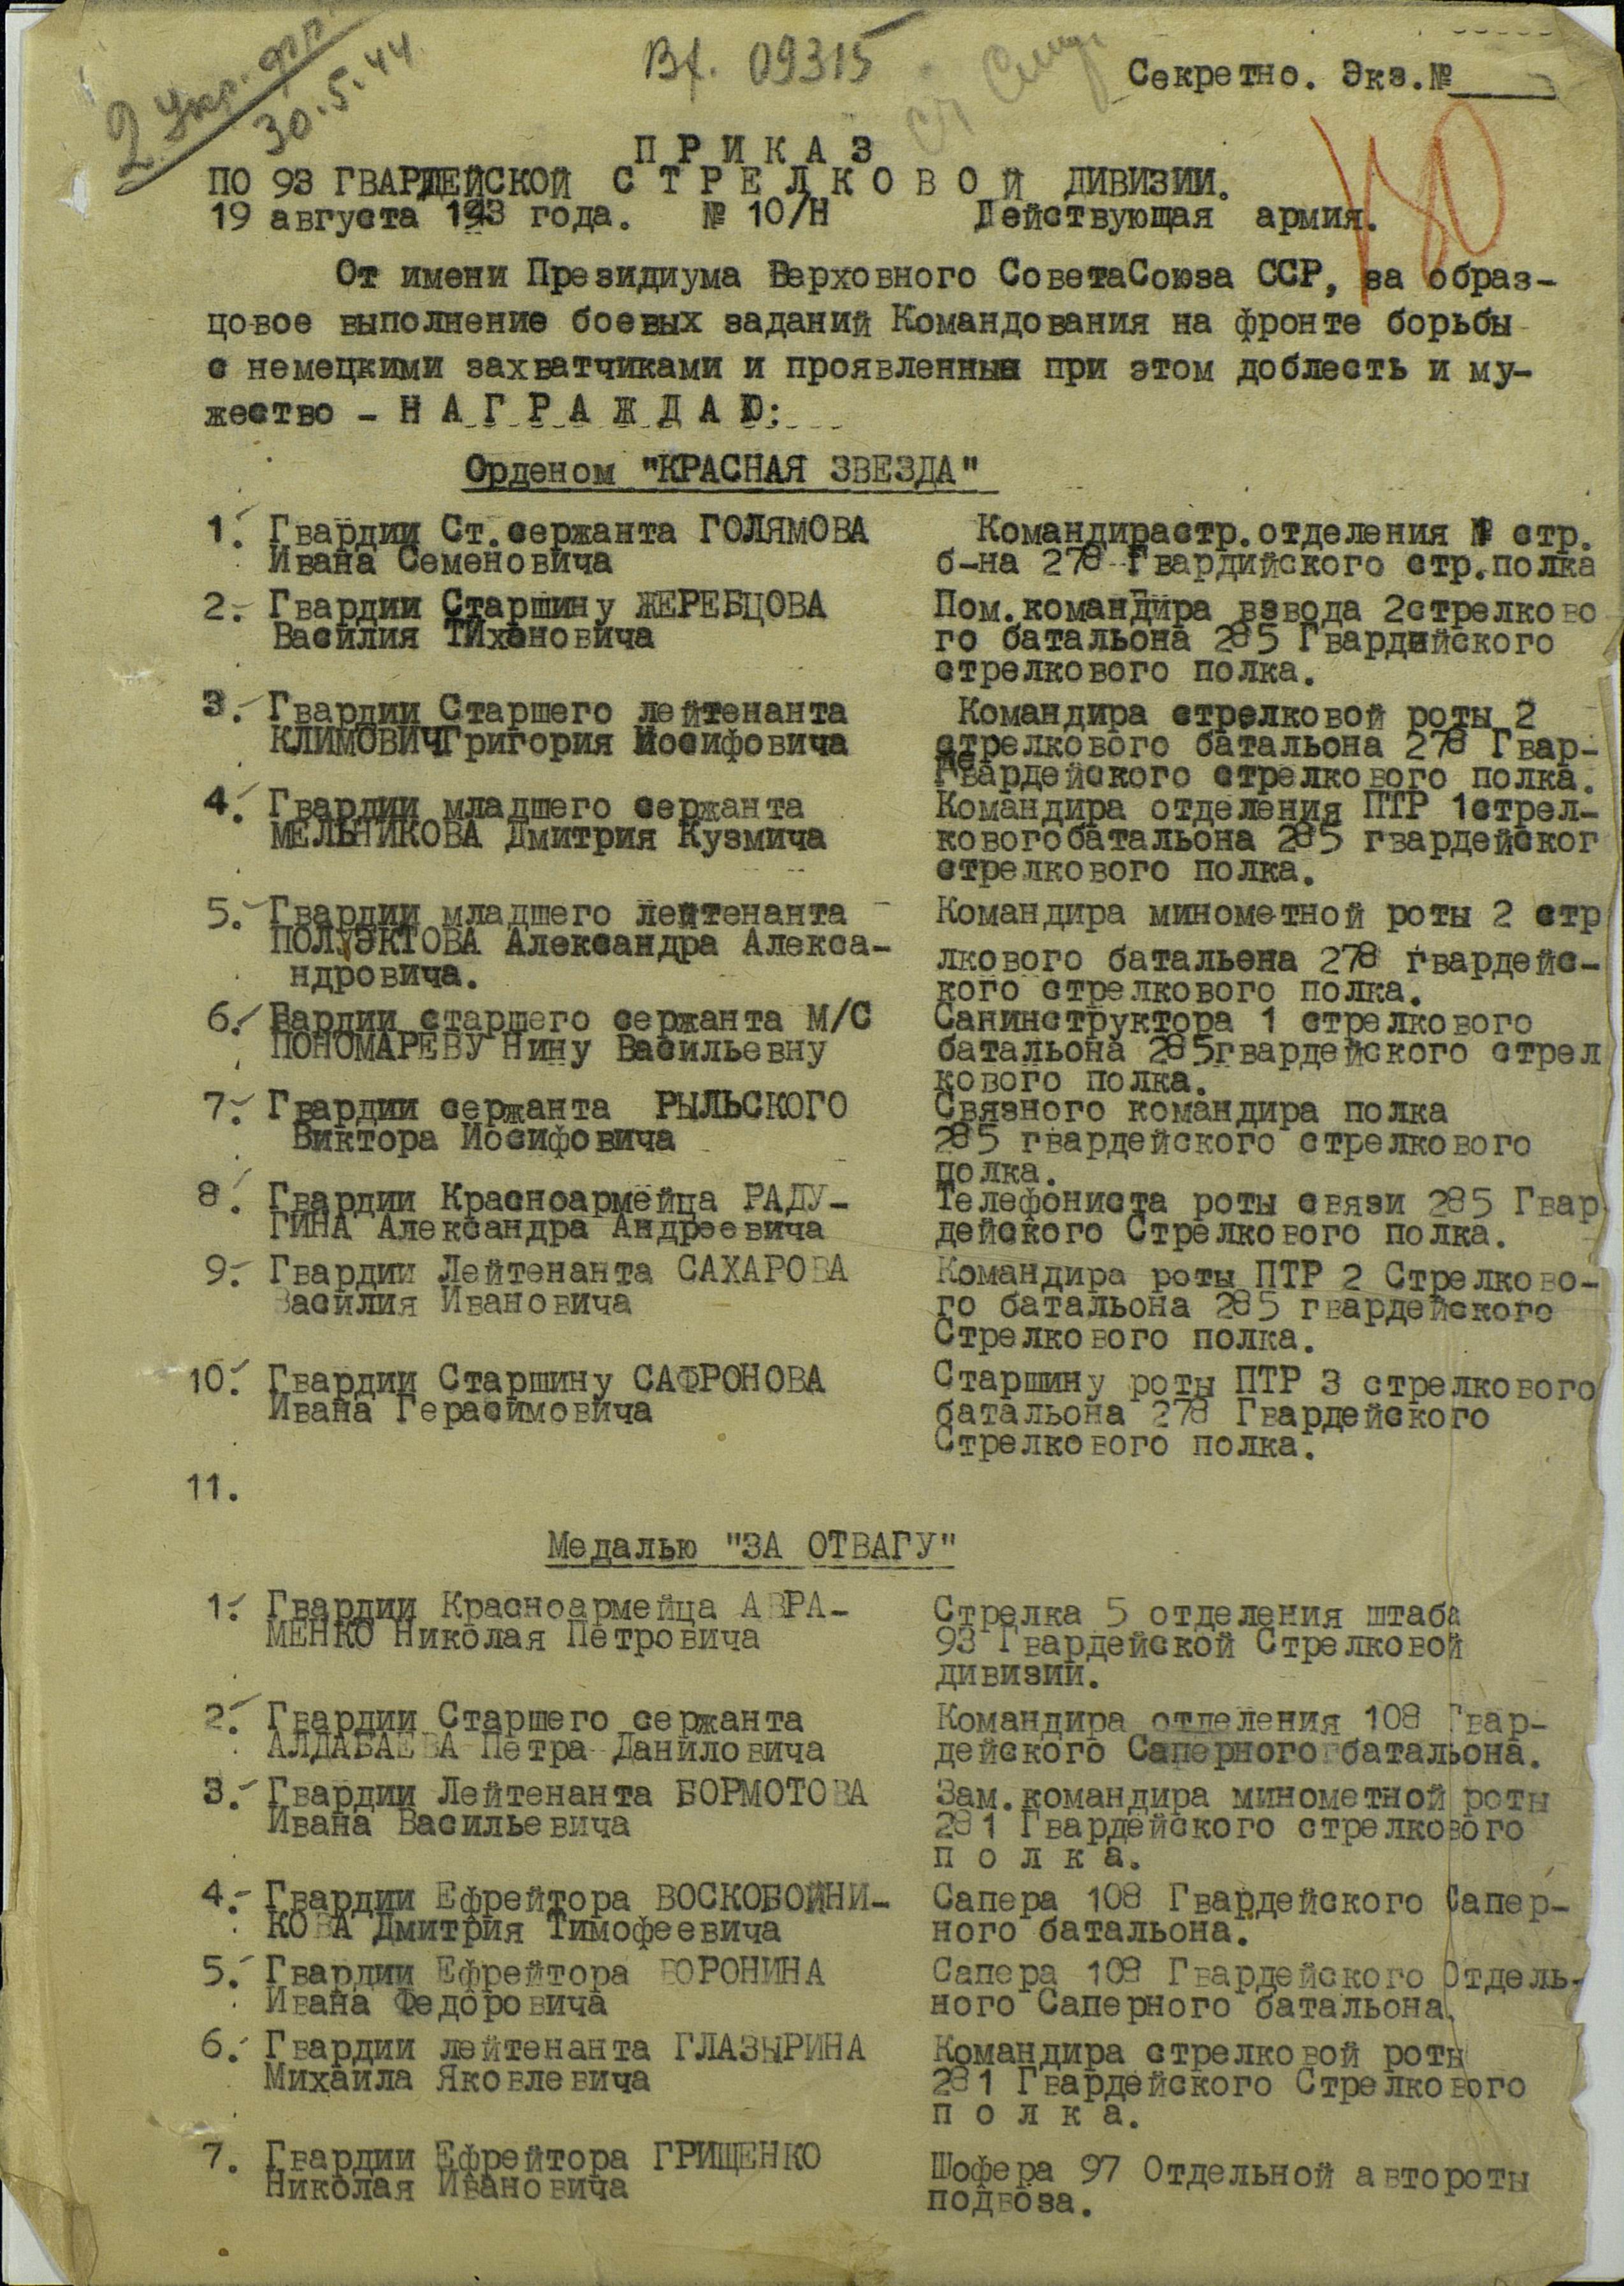 2 Укр. фр.
30.5.44
Вх. 09315
Секретно. Экз.№
П Р И К А З
ПО 93 ГВАРДЕЙСКОЙ С Т Р Е Л К О В О Й ДИВИЗИИ.
19 августа 1943 года. № 10/Н Действующая армия.
От имени Президиума Верховного СоветаСоюза ССР, за образ-
цовое выполнение боевых заданий Командования на фронте борьбы
с немецкими захватчиками и проявленные при этом доблесть и му-
жество - Н А Г Р А Ж Д А Ю:
Орденом "КРАСНАЯ ЗВЕЗДА"
1. Гвардии Ст.сержанта ГОЛЯМОВА Командирастр.отделения 1 стр.
Ивана Семеновича б-на 278 Гвардийского стр.полка
2. Гвардии Старшину ЖЕРЕБЦОВА Пом.командира взвода 2стрелково
Василия ТИхоновича го батальона 285 Гвардийского
стрелкового полка.
3. Гвардии Старшего лейтенанта Командира стрелковой роты 2
КЛИМОВИЧГригория Иосифовича стрелкового батальона 278 Гвар-
Гвардейского стрелкового полка.
4. Гвардии младшего сержанта Командира отделения ПТР 1стрел-
МЕЛЬНИКОВА Дмитрия Кузмича ковогобатальона 285 гвардейског
стрелкового полка.
5. Гвардии младшего лейтенанта Командира минометной роты 2 стр
ПОЛУЭКТОВА Александра Алекса- лкового батальона 278 гвардейс-
ндровича. кого стрелкового полка.
6. Вардии старшего сержанта М/С Санинструктора 1 стрелкового
ПОНОМАРЕВУ Нину Васильевну батальона 285гвардейского стрел
кового полка.
7. Гвардии сержанта РЫЛЬСКОГО Связного командира полка
Виктора Иосифовича 285 гвардейского стрелкового
полка.
8. Гвардии Красноармейца РАДУ- Телефониста роты связи 285 Гвар
ГИНА Александра Андреевича дейского Стрелкового полка.
9. Гвардии Лейтенанта САХАРОВА Командира роты ПТР 2 Стрелково-
Василия Ивановича го батальона 285 гвардейского
Стрелкового полка.
10. Гвардии Старшину САФРОНОВА Старшину роты ПТР 3 стрелкового
Ивана Герасимовича батальона 278 Гвардейского
Стрелкового полка.
11.
Медалью "ЗА ОТВАГУ"
1. Гвардии Красноармейца АВРА- Стрелка 5 отделения штаба
МЕНКО Николая Петровича 93 Гвардейской Стрелковой
дивизии.
2. Гвардии Старшего сержанта Командира отделения 108 Гвар-
АЛДАБАЕВА Петра Даниловича дейского Саперного батальона.
3. Гвардии Лейтенанта БОРМОТОВА Зам.командира минометной роты
Ивана Васильевича 281 Гвардейского стрелкового
п о л к а.
4. Гвардии Ефрейтора ВОСКОБОЙНИ- Сапера 108 Гвардейского Сапер-
КОВА Дмитрия Тимофеевича ного батальона.
5. Гвардии Ефрейтора ВОРОНИНА Сапера 108 Гвардейского Отдель-
Ивана Федоровича ного Саперного батальона.
6. Гвардии лейтенанта ГЛАЗЫРИНА Командира стрелковой роты
Михаила Яковлевича 281 Гвардейского Стрелкового
п о л к а.
7. Гвардии Ефрейтора ГРИЩЕНКО Шофера 97 Отдельной автороты
Николая Ивановича подвоза.